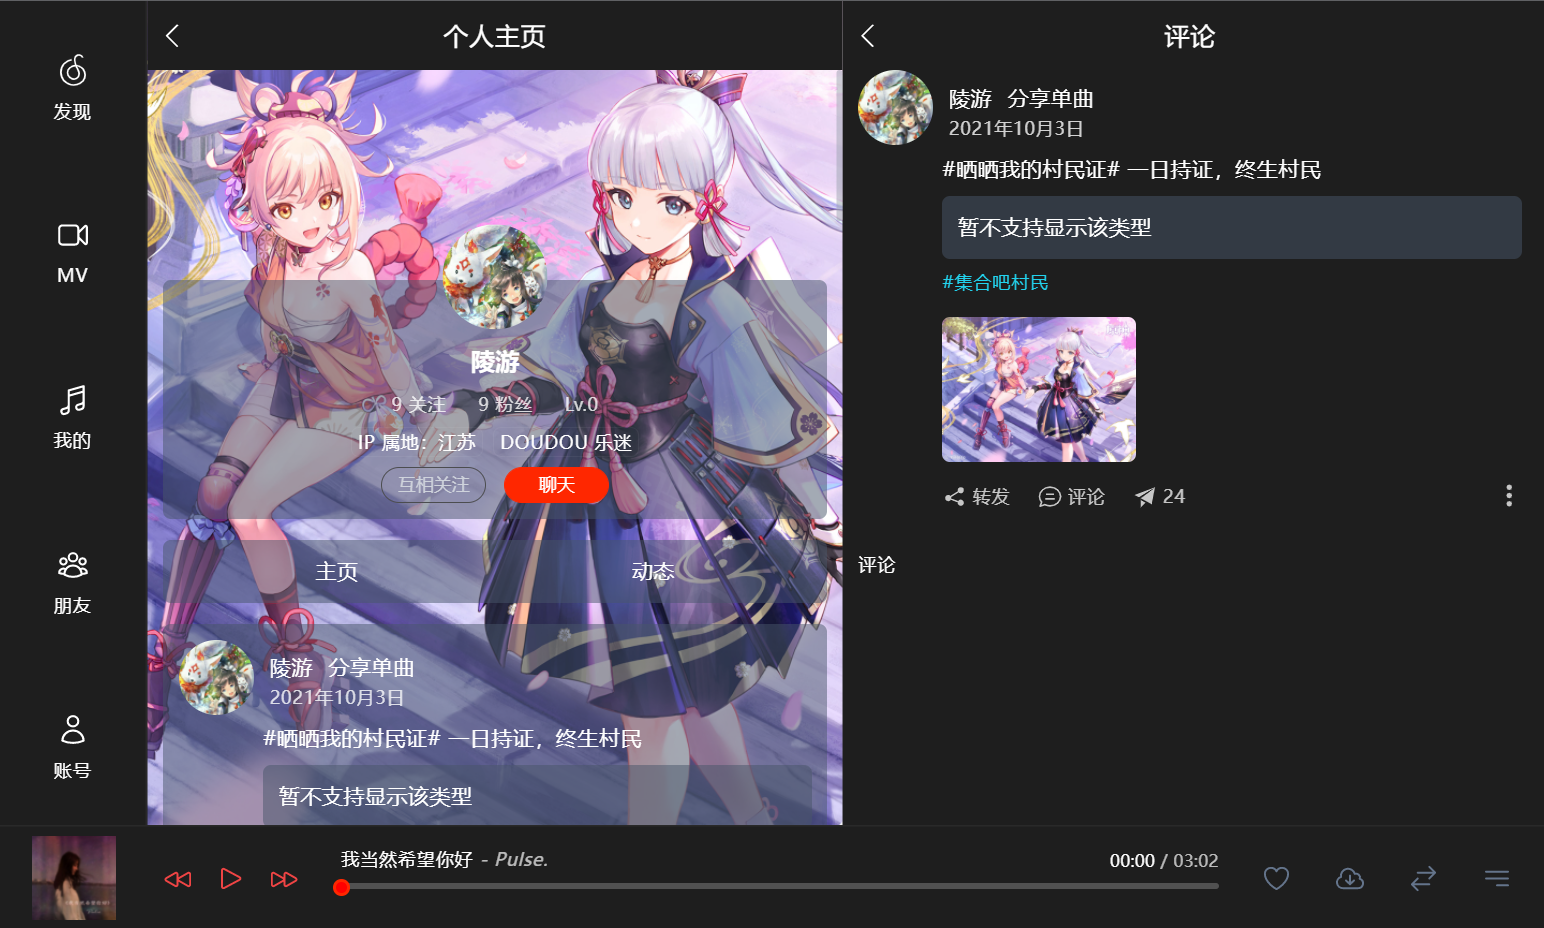 发现
MV
我的
朋友
账号
个人主页
陵游
9 关注 9 粉丝 Lv.0
IP 属地：江苏 DOUDOU 乐迷
互相关注 聊天
主页 动态
陵游 分享单曲
2021年10月3日
#晒晒我的村民证# 一日持证，终生村民
暂不支持显示该类型
评论
陵游 分享单曲
2021年10月3日
#晒晒我的村民证# 一日持证，终生村民
暂不支持显示该类型
#集合吧村民
转发 评论 24
评论
我当然希望你好 - Pulse.
00:00 / 03:02